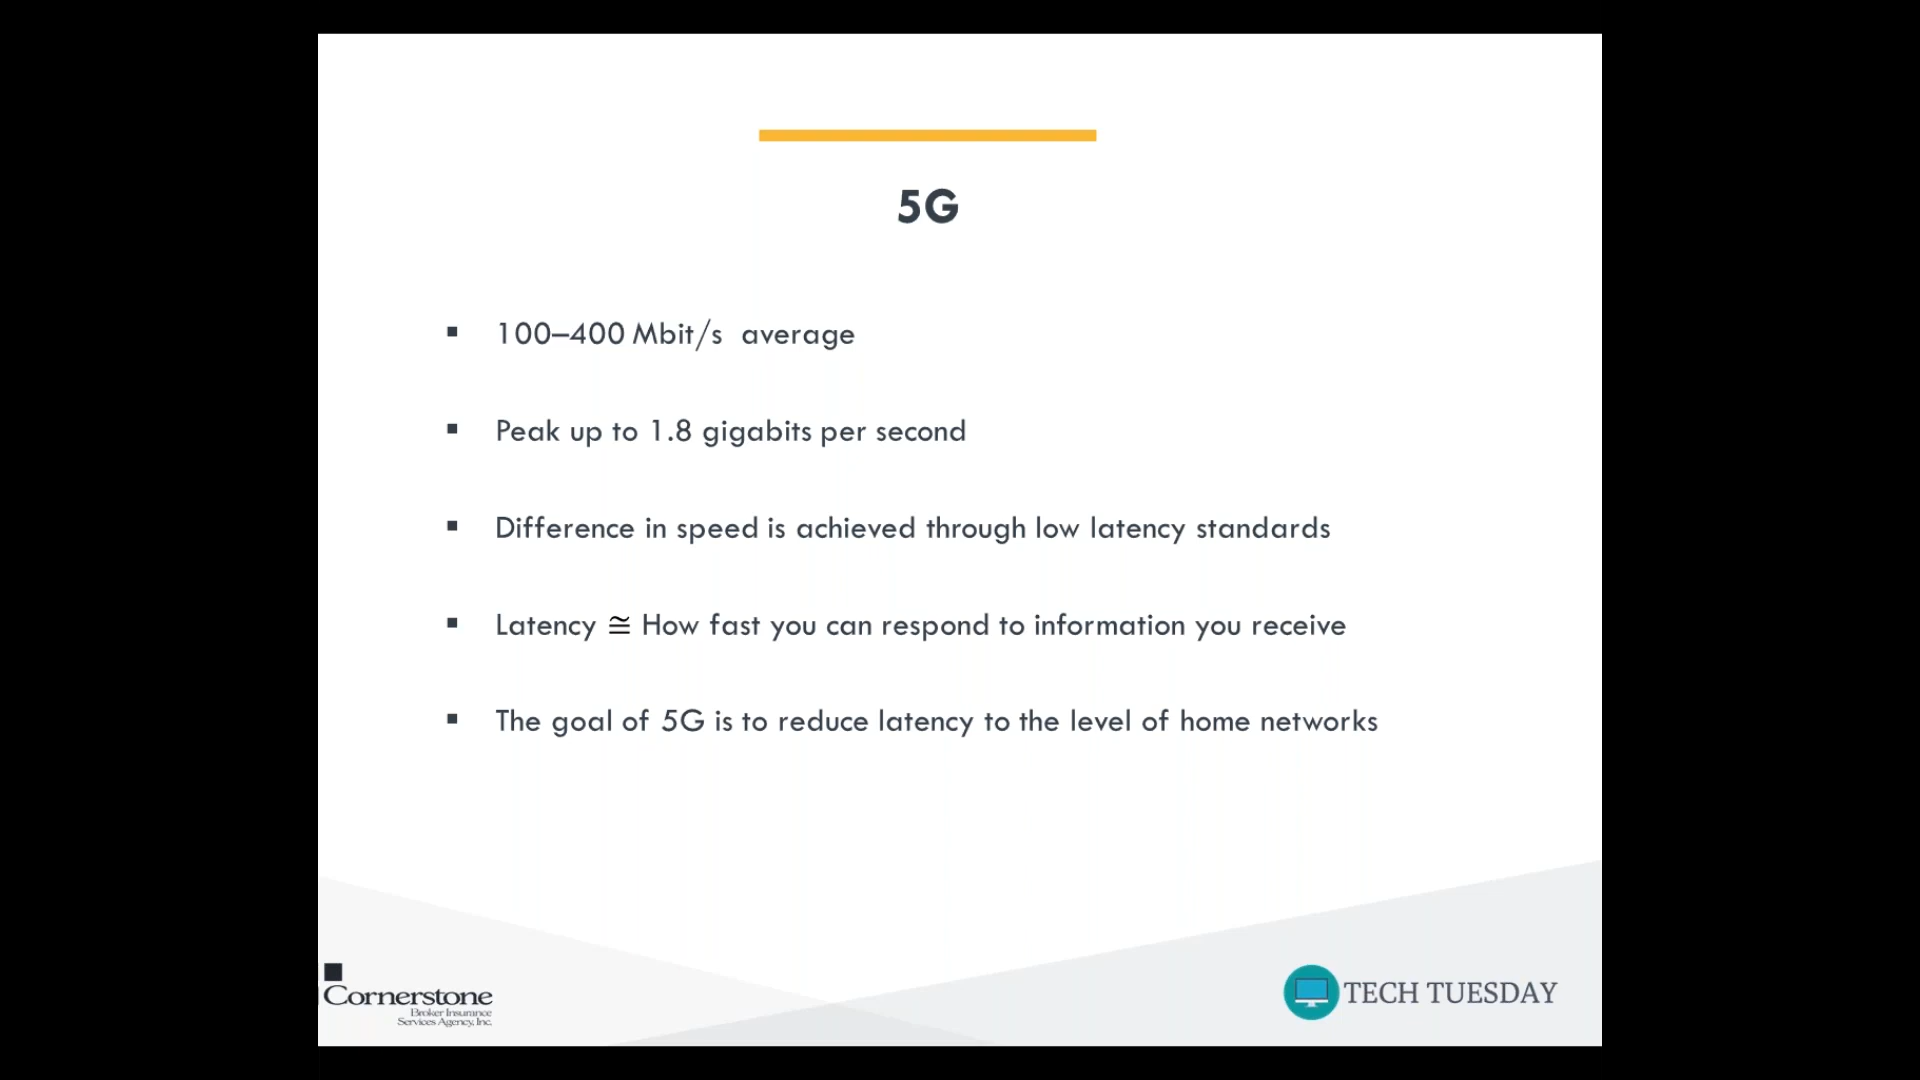 5G
▪ 100–400 Mbit/s  average
▪ Peak up to 1.8 gigabits per second
▪ Difference in speed is achieved through low latency standards
▪ Latency ≅ How fast you can respond to information you receive
▪ The goal of 5G is to reduce latency to the level of home networks
Cornerstone
Broker Insurance
Services Agency, Inc.
TECH TUESDAY